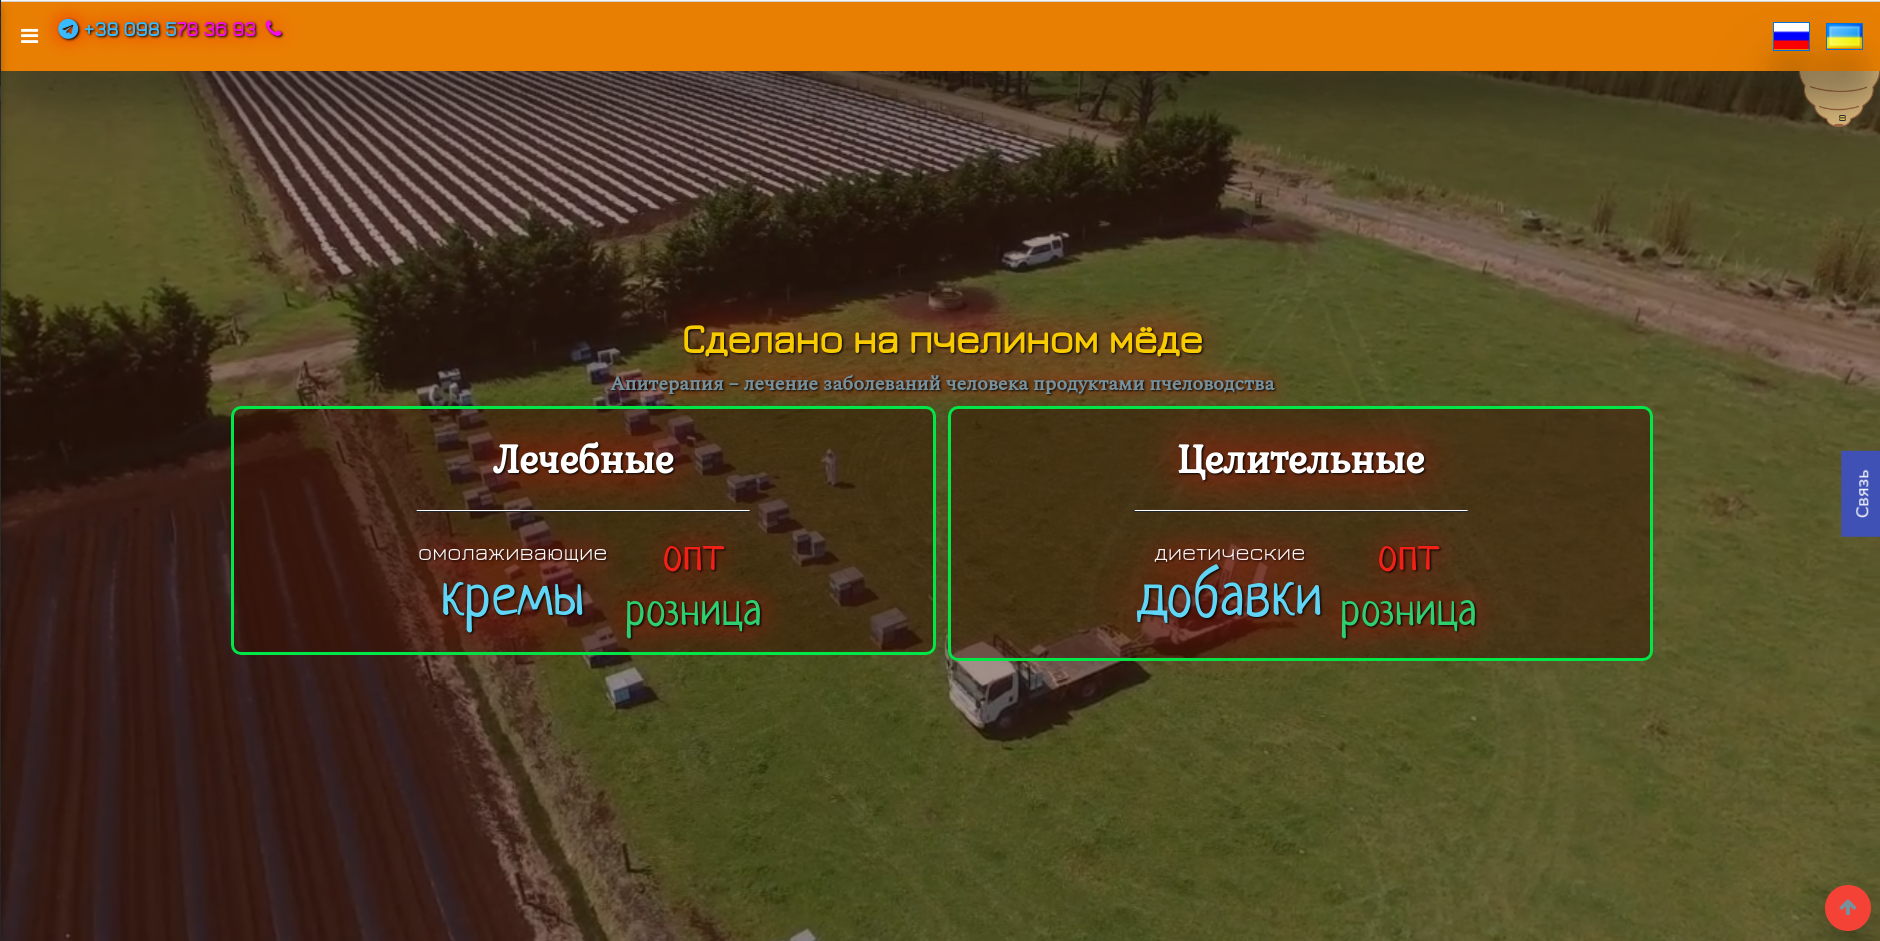 +38 098 578 36 93
Сделано на пчелином мёде
Апитерапия – лечение заболеваний человека продуктами пчеловодства
Лечебные
омолаживающие
кремы
опт
розница
Целительные
диетические
добавки
опт
розница
Связь